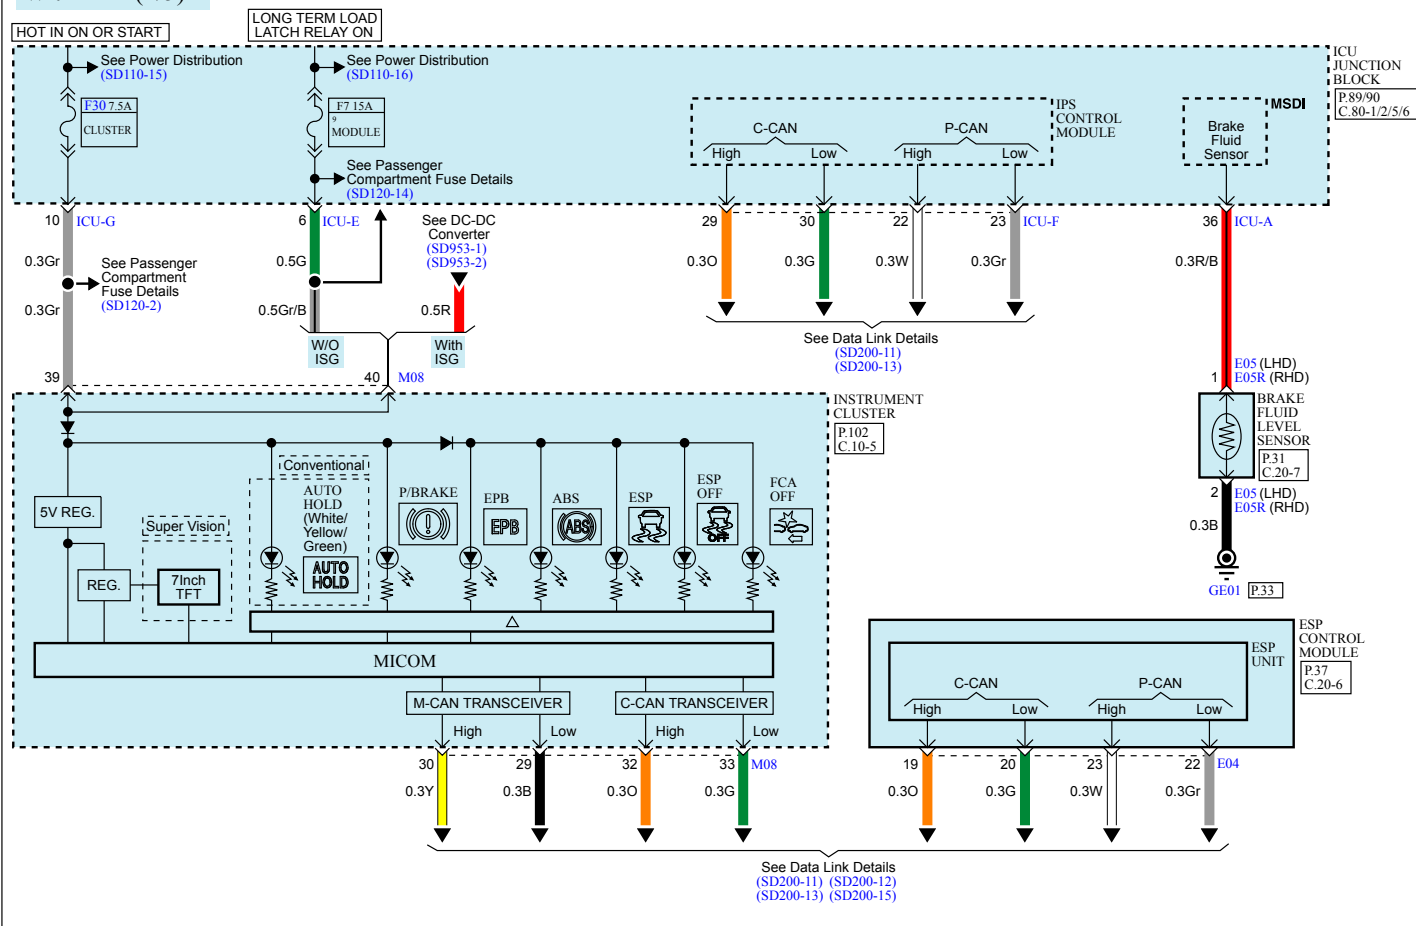 HOT IN ON OR START
LONG TERM LOAD
LATCH RELAY ON
See Power Distribution
(SD110-15)
F30 7.5A
CLUSTER
See Power Distribution
(SD110-16)
F7 15A
9
MODULE
See Passenger
Compartment Fuse Details
(SD120-14)
C-CAN
P-CAN
High
Low
High
Low
IPS
CONTROL
MODULE
Brake
Fluid
Sensor
MSDI
ICU
JUNCTION
BLOCK
P.89/90
C.80-1/2/5/6
10
ICU-G
6
ICU-E
29
30
22
23
ICU-F
36
ICU-A
0.3Gr
See Passenger
Compartment
Fuse Details
(SD120-2)
0.3Gr
0.5G
0.5Gr/B
See DC-DC
Converter
(SD953-1)
(SD953-2)
0.5R
W/O
ISG
With
ISG
0.3O
0.3G
0.3W
0.3Gr
See Data Link Details
(SD200-11)
(SD200-13)
0.3R/B
E05 (LHD)
1 E05R (RHD)
BRAKE
FLUID
LEVEL
SENSOR
P.31
C.20-7
2 E05 (LHD)
E05R (RHD)
0.3B
GE01 P.33
39
40
M08
INSTRUMENT
CLUSTER
P.102
C.10-5
5V REG.
REG.
Super Vision
7Inch
TFT
Conventional
AUTO
HOLD
(White/
Yellow/
Green)
AUTO
HOLD
P/BRAKE
EPB
EPB
ABS
ABS
ESP
ESP
OFF
OFF
FCA
OFF
MICOM
M-CAN TRANSCEIVER
C-CAN TRANSCEIVER
High
Low
High
Low
30
29
32
33
M08
0.3Y
0.3B
0.3O
0.3G
ESP
CONTROL
MODULE
P.37
C.20-6
ESP
UNIT
C-CAN
P-CAN
High
Low
High
Low
19
20
23
22
E04
0.3O
0.3G
0.3W
0.3Gr
See Data Link Details
(SD200-11) (SD200-12)
(SD200-13) (SD200-15)